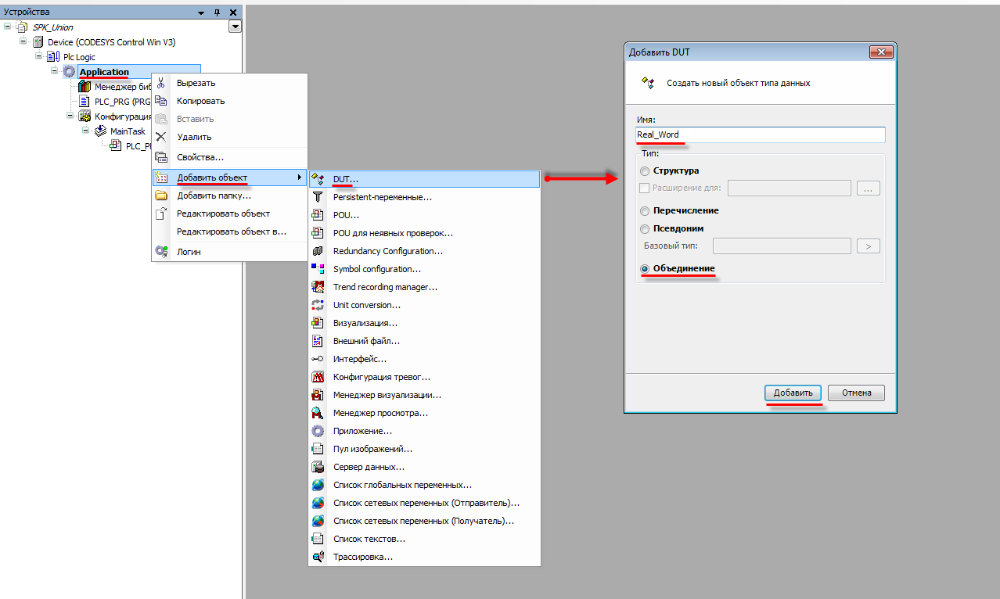 Устройства
SPK_Union
Device (CODESYS Control Win V3)
Plc Logic
Application
Менеджер биб
PLC_PRG (PRG
Конфигурация
MainTask
PLC_P
Вырезать
Копировать
Вставить
Удалить
Свойства...
Добавить объект
Добавить папку...
Редактировать объект
Редактировать объект в...
Логин
DUT...
Persistent-переменные...
POU...
POU для неявных проверок...
Redundancy Configuration...
Symbol configuration...
Trend recording manager...
Unit conversion...
Визуализация...
Внешний файл...
Интерфейс...
Конфигурация тревог...
Менеджер визуализации...
Менеджер просмотра...
Приложение...
Пул изображений...
Сервер данных...
Список глобальных переменных...
Список сетевых переменных (Отправитель)...
Список сетевых переменных (Получатель)...
Список текстов...
Трассировка...
Добавить DUT
Создать новый объект типа данных
Имя:
Real_Word
Тип:
Структура
Расширение для:
...
Перечисление
Псевдоним
Базовый тип:
>
Объединение
Добавить
Отмена